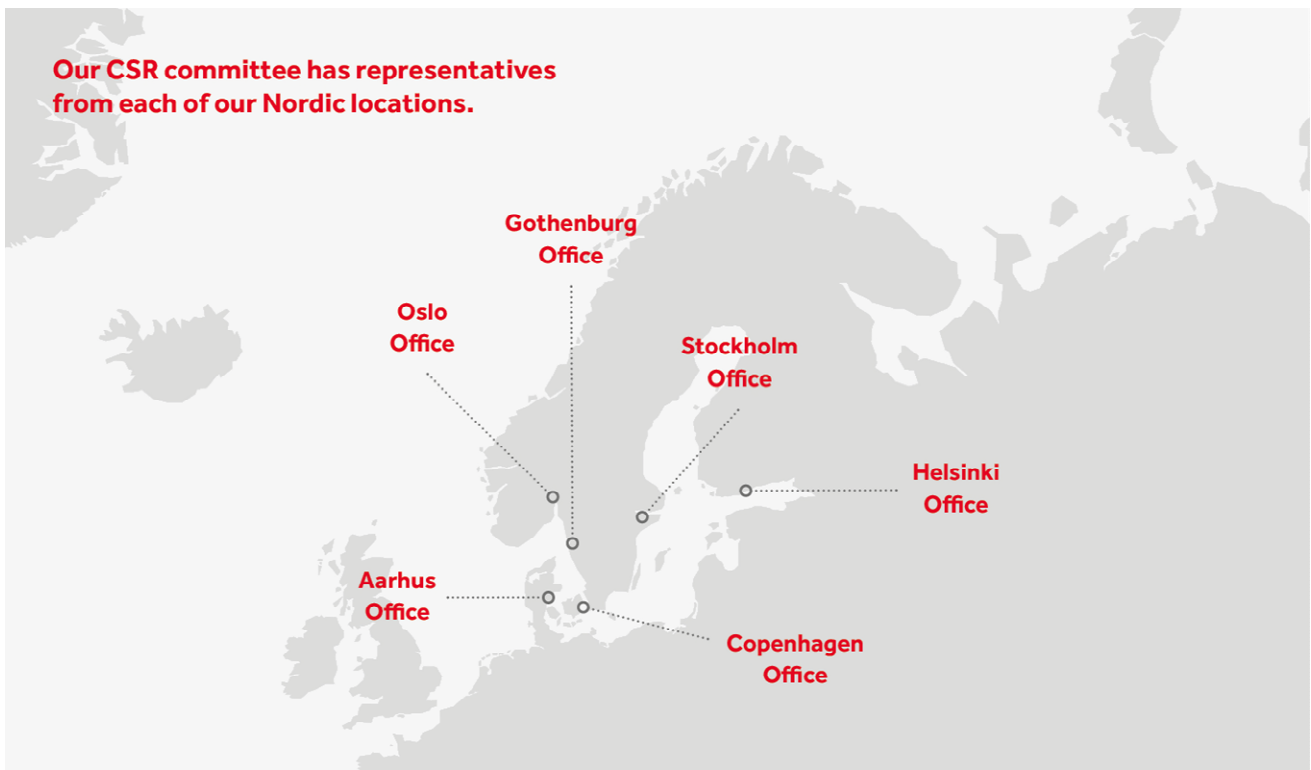 Our CSR committee has representatives
from each of our Nordic locations.
Gothenburg
Office
Oslo
Office
Stockholm
Office
Helsinki
Office
Aarhus
Office
Copenhagen
Office